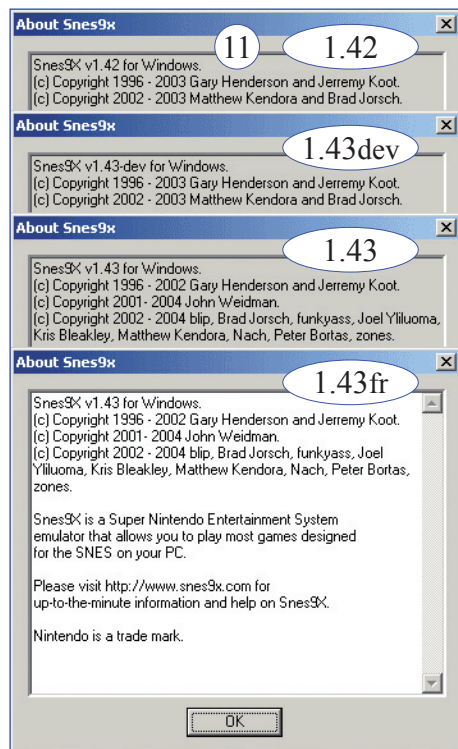 About Snes9x
11
1.42
Snes9X v1.42 for Windows.
(c) Copyright 1996 - 2003 Gary Henderson and Jerremy Koot.
(c) Copyright 2002 - 2003 Matthew Kendora and Brad Jorsch.
About Snes9x
1.43dev
Snes9X v1.43-dev for Windows.
(c) Copyright 1996 - 2003 Gary Henderson and Jerremy Koot.
(c) Copyright 2002 - 2003 Matthew Kendora and Brad Jorsch.
About Snes9x
1.43
Snes9X v1.43 for Windows.
(c) Copyright 1996 - 2002 Gary Henderson and Jerremy Koot.
(c) Copyright 2001- 2004 John Weidman.
(c) Copyright 2002 - 2004 blip, Brad Jorsch, funkyass, Joel Yliluoma,
Kris Bleakley, Matthew Kendora, Nach, Peter Bortas, zones.
About Snes9x
1.43fr
Snes9X v1.43 for Windows.
(c) Copyright 1996 - 2002 Gary Henderson and Jerremy Koot.
(c) Copyright 2001- 2004 John Weidman.
(c) Copyright 2002 - 2004 blip, Brad Jorsch, funkyass, Joel
Yliluoma, Kris Bleakley, Matthew Kendora, Nach, Peter Bortas,
zones.
Snes9X is a Super Nintendo Entertainment System
emulator that allows you to play most games designed
for the SNES on your PC.
Please visit http://www.snes9x.com for
up-to-the-minute information and help on Snes9X.
Nintendo is a trade mark.
OK